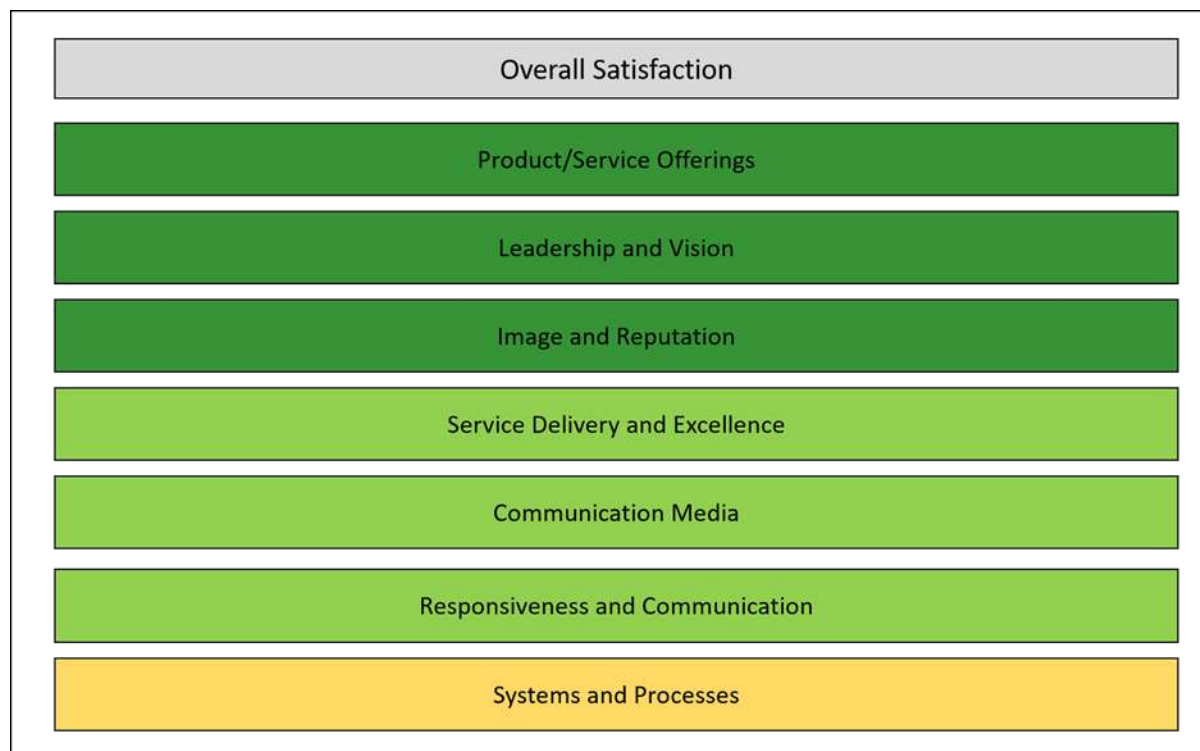 Overall Satisfaction
Product/Service Offerings
Leadership and Vision
Image and Reputation
Service Delivery and Excellence
Communication Media
Responsiveness and Communication
Systems and Processes